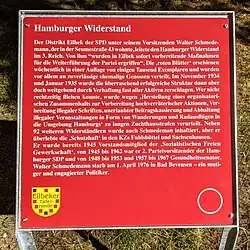 Hamburger Widerstand
Der Distrikt Eilbek der SPD unter seinem Vorsitzenden Walter Schmede-
mann, der in der Seumestraße wohnte, leistete den Hamburger Widerstand
im 3. Reich. Von ihm "wurden in Eilbek sofort vorbereitende Maßnahmen
für die Weiterführung der Partei ergriffen". Die „roten Blätter" erschienen
wöchentlich in einer Auflage von einigen Tausend Exemplaren und wurden
vor allem an zuverlässige ehemalige Genossen verteilt. Im November 1934
und Januar 1935 wurde die überraschend erfolgreiche Struktur dann aber
doch weitgehend durch Verhaftung fast aller Aktiven zerschlagen. Wer nicht
rechtzeitig fliehen konnte, wurde wegen „Herstellung eines organisatori-
schen Zusammenhalts zur Vorbereitung hochverräterischer Aktionen, Ver-
breitung illegaler Schriften, unerlaubter Beitragskassierung und Abhaltung
illegaler Veranstaltungen in Form von Wanderungen und Radausflügen in
die Umgebung Hamburgs" zu langen Zuchthausstrafen verurteilt. Neben
92 weiteren Widerständlern wurde auch Schmedemann inhaftiert, aber er
überlebte die „Schutzhaft" in den KZs Fuhlsbüttel und Sachsenhausen.
Er wurde bereits 1945 Vorstandsmitglied der „Sozialistischen Freien
Gewerkschaft", von 1945 bis 1962 war er 2. Parteivorsitzender der Ham-
burger SPD und von 1948 bis 1953 und 1957 bis 1967 Gesundheitssenator.
Walter Schmedemann starb am 1. April 1976 in Bad Bevensen – ein muti-
ger und engagierter Politiker.
Eilbeker